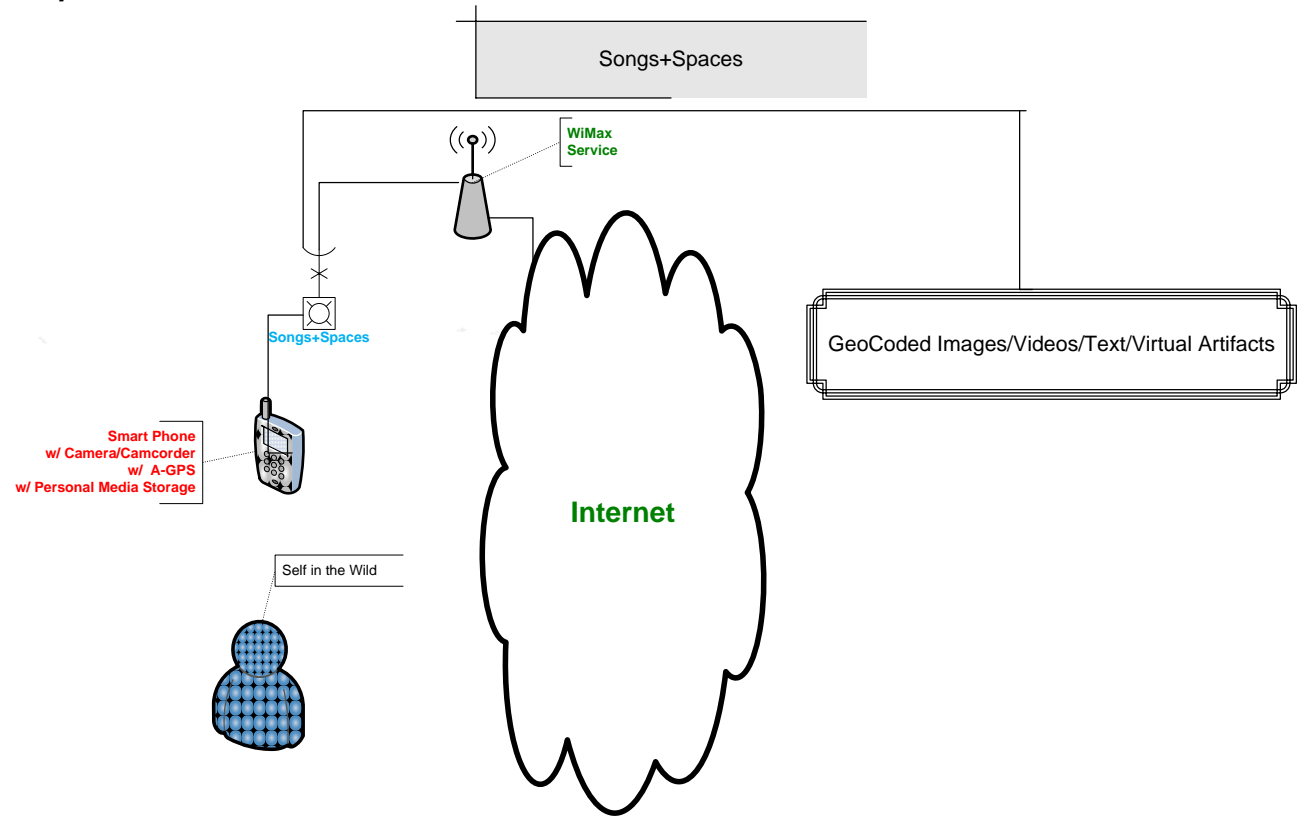 Songs+Spaces
WiMax
Service
Songs+Spaces
GeoCoded Images/Videos/Text/Virtual Artifacts
Smart Phone
w/ Camera/Camcorder
w/  A-GPS
w/ Personal Media Storage
Internet
Self in the Wild